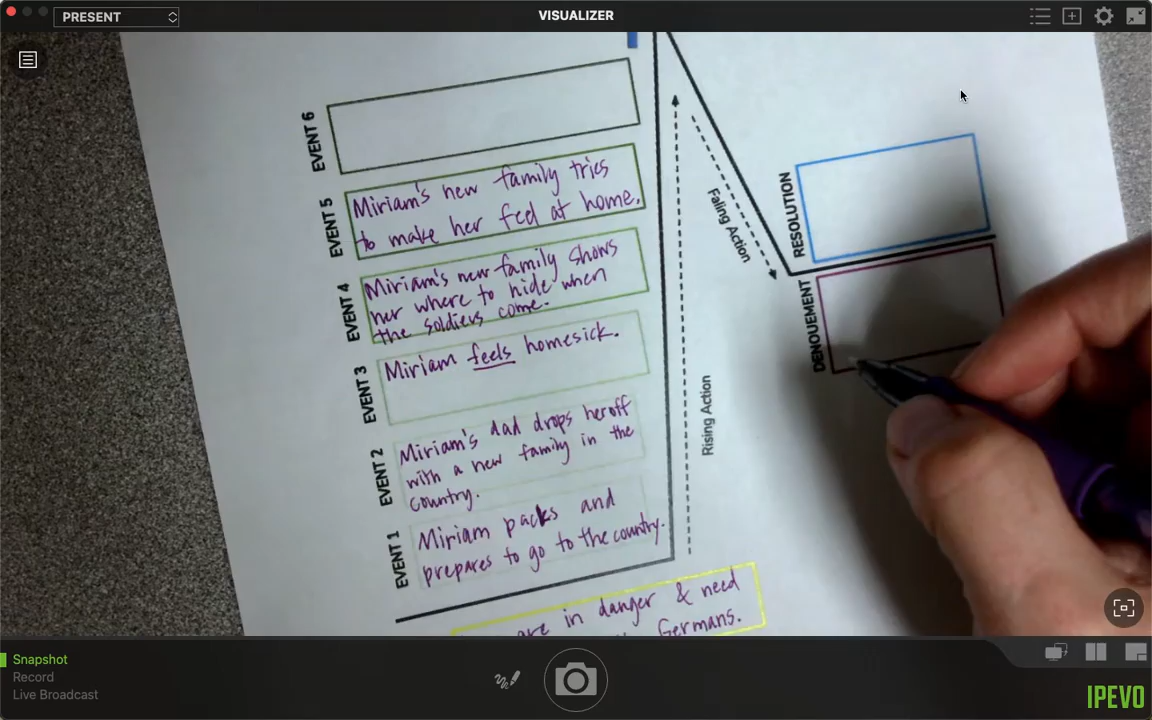 PRESENT
VISUALIZER
EVENT 6
EVENT 5
Miriam's new family tries
to make her feel at home.
EVENT 4
Miriam's new family shows
her where to hide when
the soldiers come.
EVENT 3
Miriam feels homesick.
EVENT 2
Miriam's dad drops her off
with a new family in the
country.
EVENT 1
Miriam packs and
prepares to go to the country.
Rising Action
Falling Action
RESOLUTION
DENOUEMENT
are in danger & need
Germans.
Snapshot
Record
Live Broadcast
IPEVO